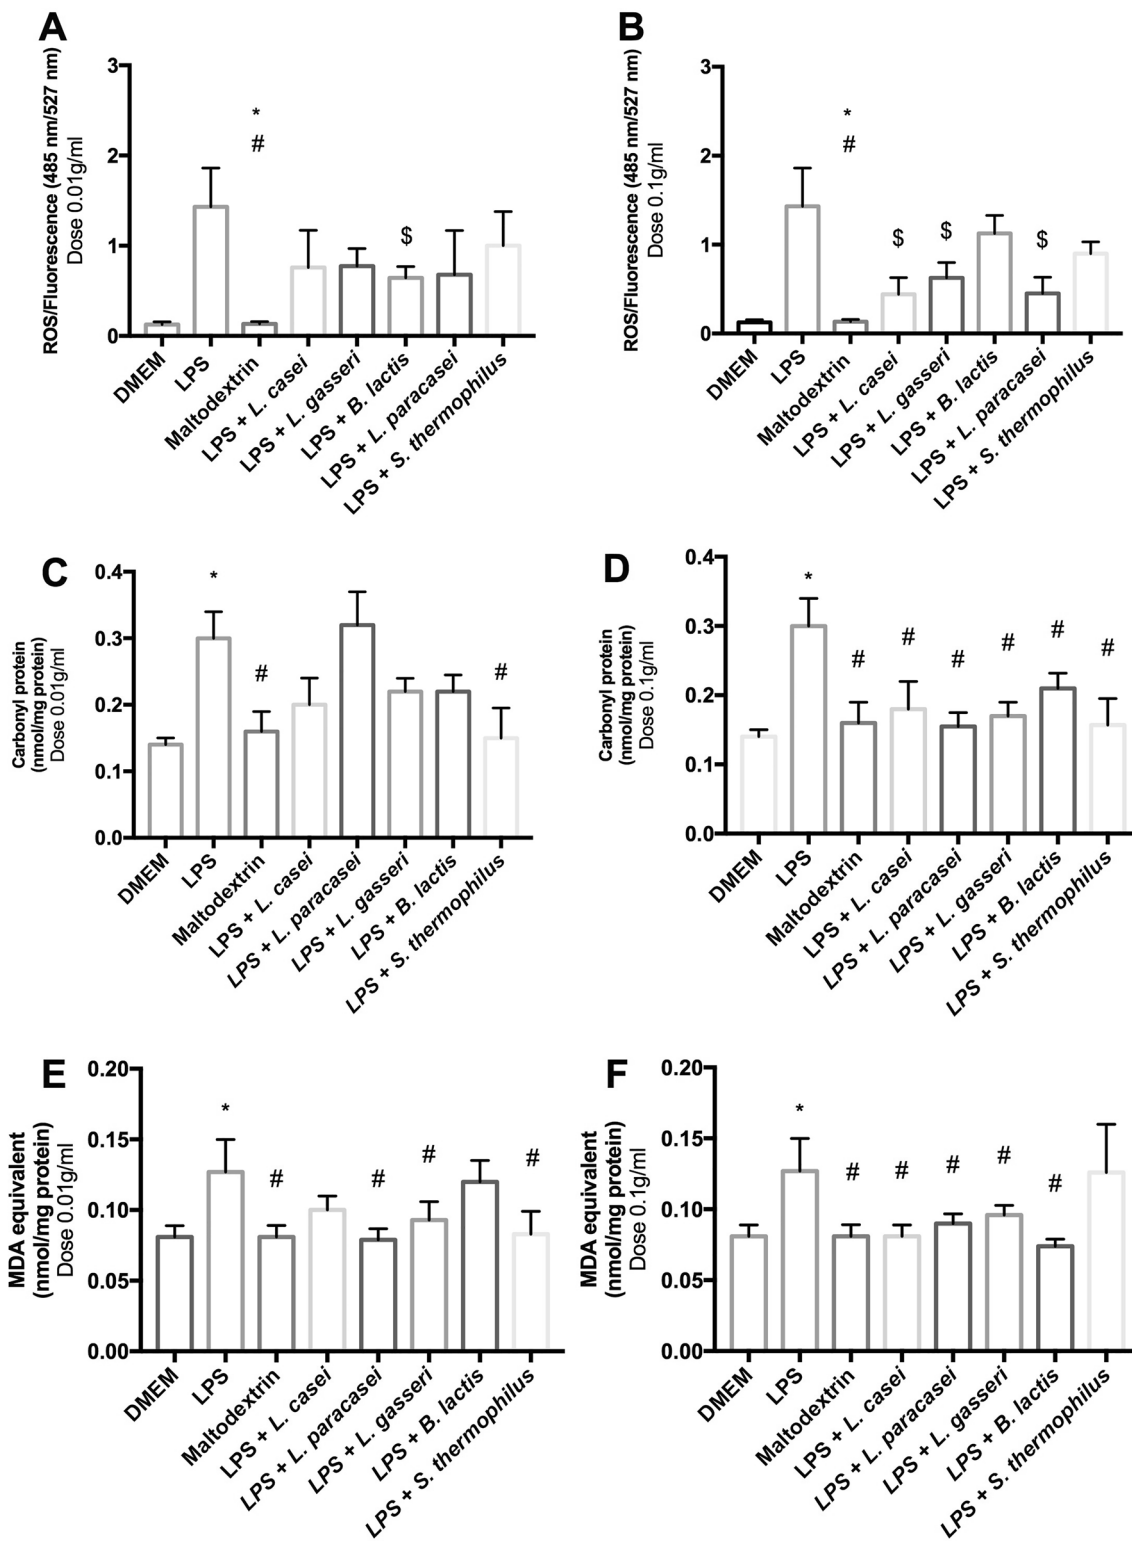 A
ROS/Fluorescence (485 nm/527 nm)
Dose 0.01g/ml
3
2
1
0
*
#
$
DMEM
LPS
Maltodextrin
LPS + L. casei
LPS + L. gasseri
LPS + B. lactis
LPS + L. paracasei
LPS + S. thermophilus
B
ROS/Fluorescence (485 nm/527 nm)
Dose 0.1g/ml
3
2
1
0
*
#
$
$
$
DMEM
LPS
Maltodextrin
LPS + L. casei
LPS + L. gasseri
LPS + B. lactis
LPS + L. paracasei
LPS + S. thermophilus
C
Carbonyl protein
(nmol/mg protein)
Dose 0.01g/ml
0.4
0.3
0.2
0.1
0.0
*
#
#
DMEM
LPS
Maltodextrin
LPS + L. casei
LPS + L. paracasei
LPS + L. gasseri
LPS + B. lactis
LPS + S. thermophilus
D
Carbonyl protein
(nmol/mg protein)
Dose 0.1g/ml
0.4
0.3
0.2
0.1
0.0
*
#
#
#
#
#
#
DMEM
LPS
Maltodextrin
LPS + L. casei
LPS + L. paracasei
LPS + L. gasseri
LPS + B. lactis
LPS + S. thermophilus
E
MDA equivalent
(nmol/mg protein)
Dose 0.01g/ml
0.20
0.15
0.10
0.05
0.00
*
#
#
#
#
DMEM
LPS
Maltodextrin
LPS + L. casei
LPS + L. paracasei
LPS + L. gasseri
LPS + B. lactis
LPS + S. thermophilus
F
MDA equivalent
(nmol/mg protein)
Dose 0.1g/ml
0.20
0.15
0.10
0.05
0.00
*
#
#
#
#
#
DMEM
LPS
Maltodextrin
LPS + L. casei
LPS + L. paracasei
LPS + L. gasseri
LPS + B. lactis
LPS + S. thermophilus